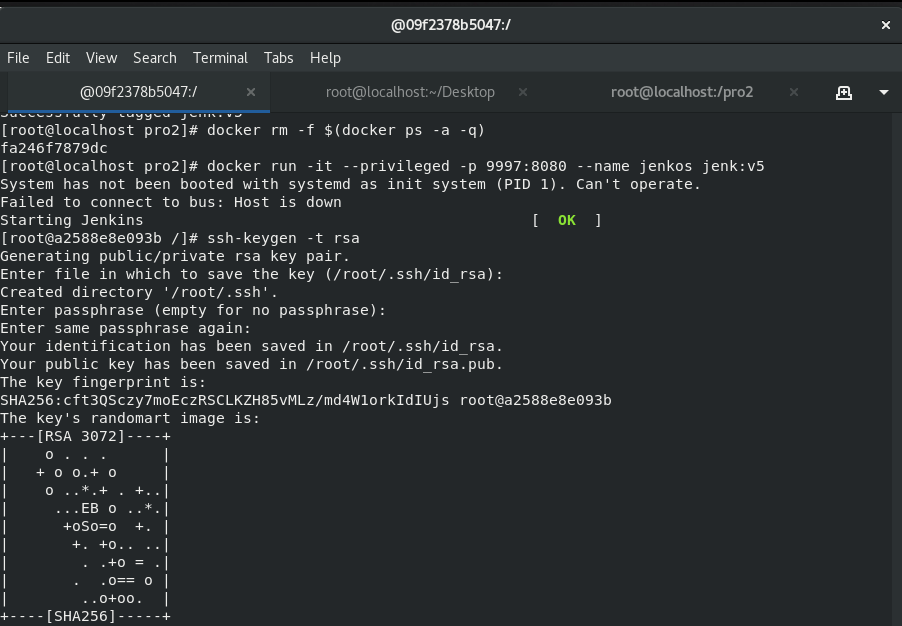 @09f2378b5047:/
File Edit View Search Terminal Tabs Help
@09f2378b5047:/ × root@localhost:~/Desktop × root@localhost:/pro2 ×
Successfully tagged jenk:v5
[root@localhost pro2]# docker rm -f $(docker ps -a -q)
fa246f7879dc
[root@localhost pro2]# docker run -it --privileged -p 9997:8080 --name jenkos jenk:v5
System has not been booted with systemd as init system (PID 1). Can't operate.
Failed to connect to bus: Host is down
Starting Jenkins                                           [  OK  ]
[root@a2588e8e093b /]# ssh-keygen -t rsa
Generating public/private rsa key pair.
Enter file in which to save the key (/root/.ssh/id_rsa):
Created directory '/root/.ssh'.
Enter passphrase (empty for no passphrase):
Enter same passphrase again:
Your identification has been saved in /root/.ssh/id_rsa.
Your public key has been saved in /root/.ssh/id_rsa.pub.
The key fingerprint is:
SHA256:cft3QSczy7moEczRSCLKZH85vMLz/md4W1orkIdIUjs root@a2588e8e093b
The key's randomart image is:
+---[RSA 3072]----+
|    o . . .      |
|   + o o.+ o     |
|    o ..*.+ . +..|
|     ...EB o ..*.|
|      +oSo=o  +. |
|       +. +o.. ..|
|        . .+o = .|
|       .  .o== o |
|        ..o+oo.  |
+----[SHA256]-----+